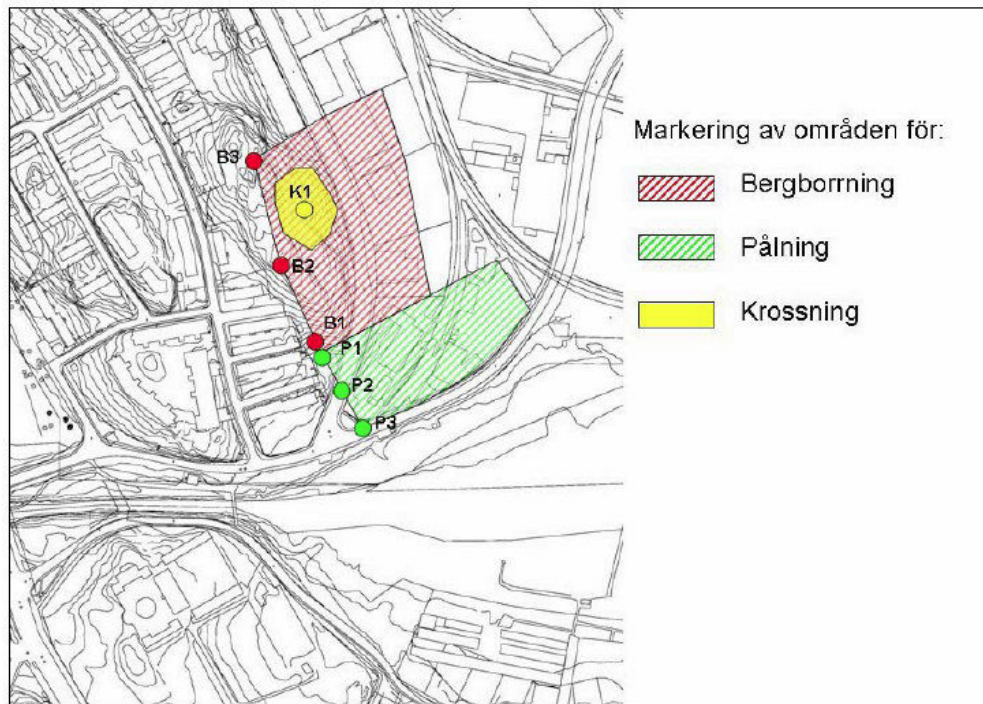 Markering av områden för:
Bergborrning
Pålning
Krossning
B3
K1
B2
B1
P1
P2
P3